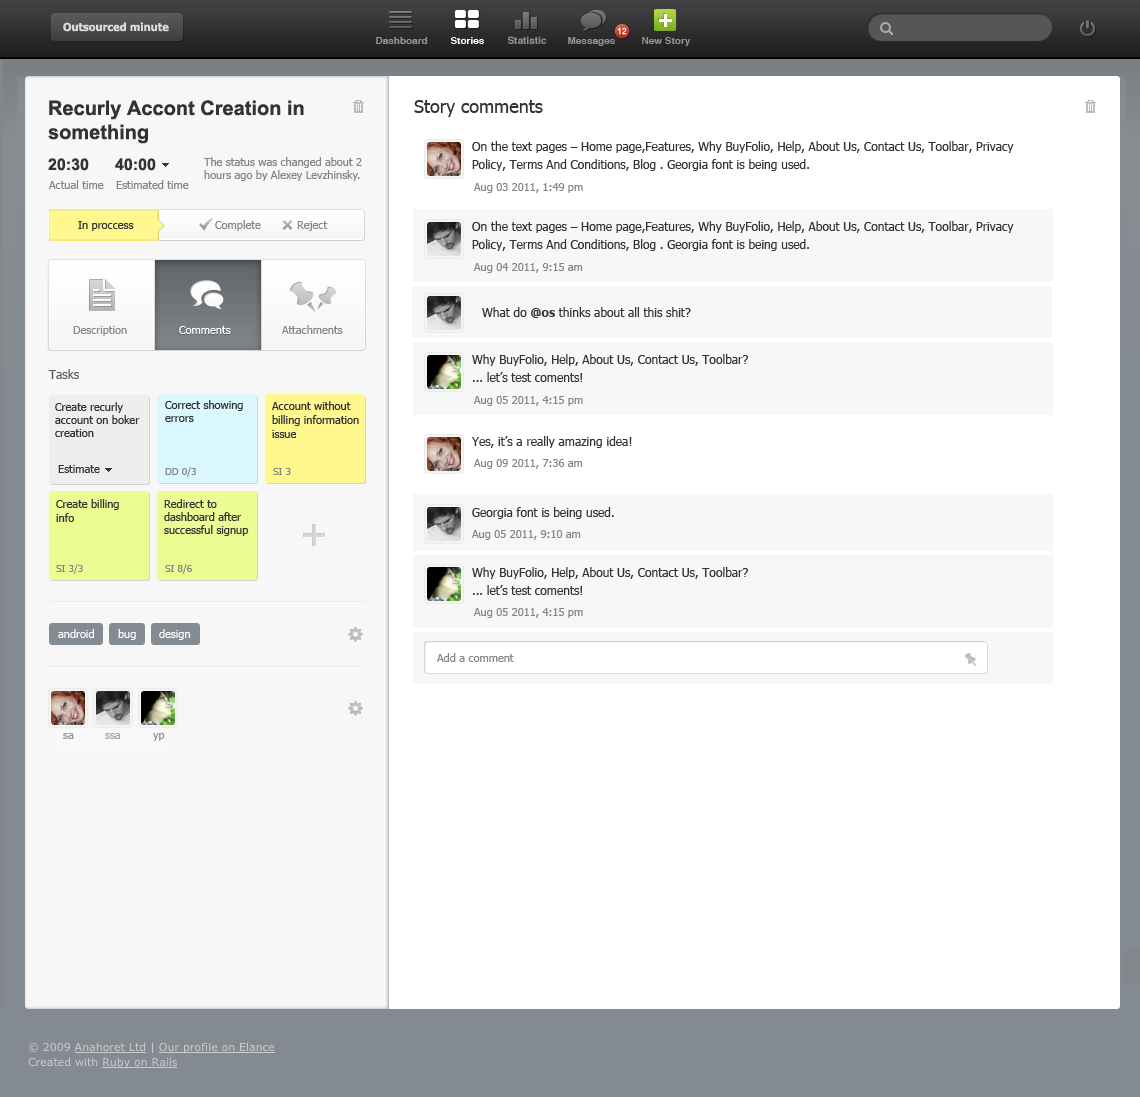 Outsourced minute
Dashboard
Stories
Statistic
Messages
12
New Story
Recurly Accont Creation in
something
20:30
40:00
Actual time
Estimated time
The status was changed about 2
hours ago by Alexey Levzhinsky.
In proccess
Complete
Reject
Description
Comments
Attachments
Tasks
Create recurly
account on boker
creation
Estimate
Correct showing
errors
DD 0/3
Account without
billing information
issue
SI 3
Create billing
info
SI 3/3
Redirect to
dashboard after
successful signup
SI 8/6
android
bug
design
sa
ssa
yp
Story comments
On the text pages – Home page,Features, Why BuyFolio, Help, About Us, Contact Us, Toolbar, Privacy
Policy, Terms And Conditions, Blog . Georgia font is being used.
Aug 03 2011, 1:49 pm
On the text pages – Home page,Features, Why BuyFolio, Help, About Us, Contact Us, Toolbar, Privacy
Policy, Terms And Conditions, Blog . Georgia font is being used.
Aug 04 2011, 9:15 am
What do @os thinks about all this shit?
Why BuyFolio, Help, About Us, Contact Us, Toolbar?
... let’s test coments!
Aug 05 2011, 4:15 pm
Yes, it’s a really amazing idea!
Aug 09 2011, 7:36 am
Georgia font is being used.
Aug 05 2011, 9:10 am
Why BuyFolio, Help, About Us, Contact Us, Toolbar?
... let’s test coments!
Aug 05 2011, 4:15 pm
Add a comment
© 2009 Anahoret Ltd | Our profile on Elance
Created with Ruby on Rails